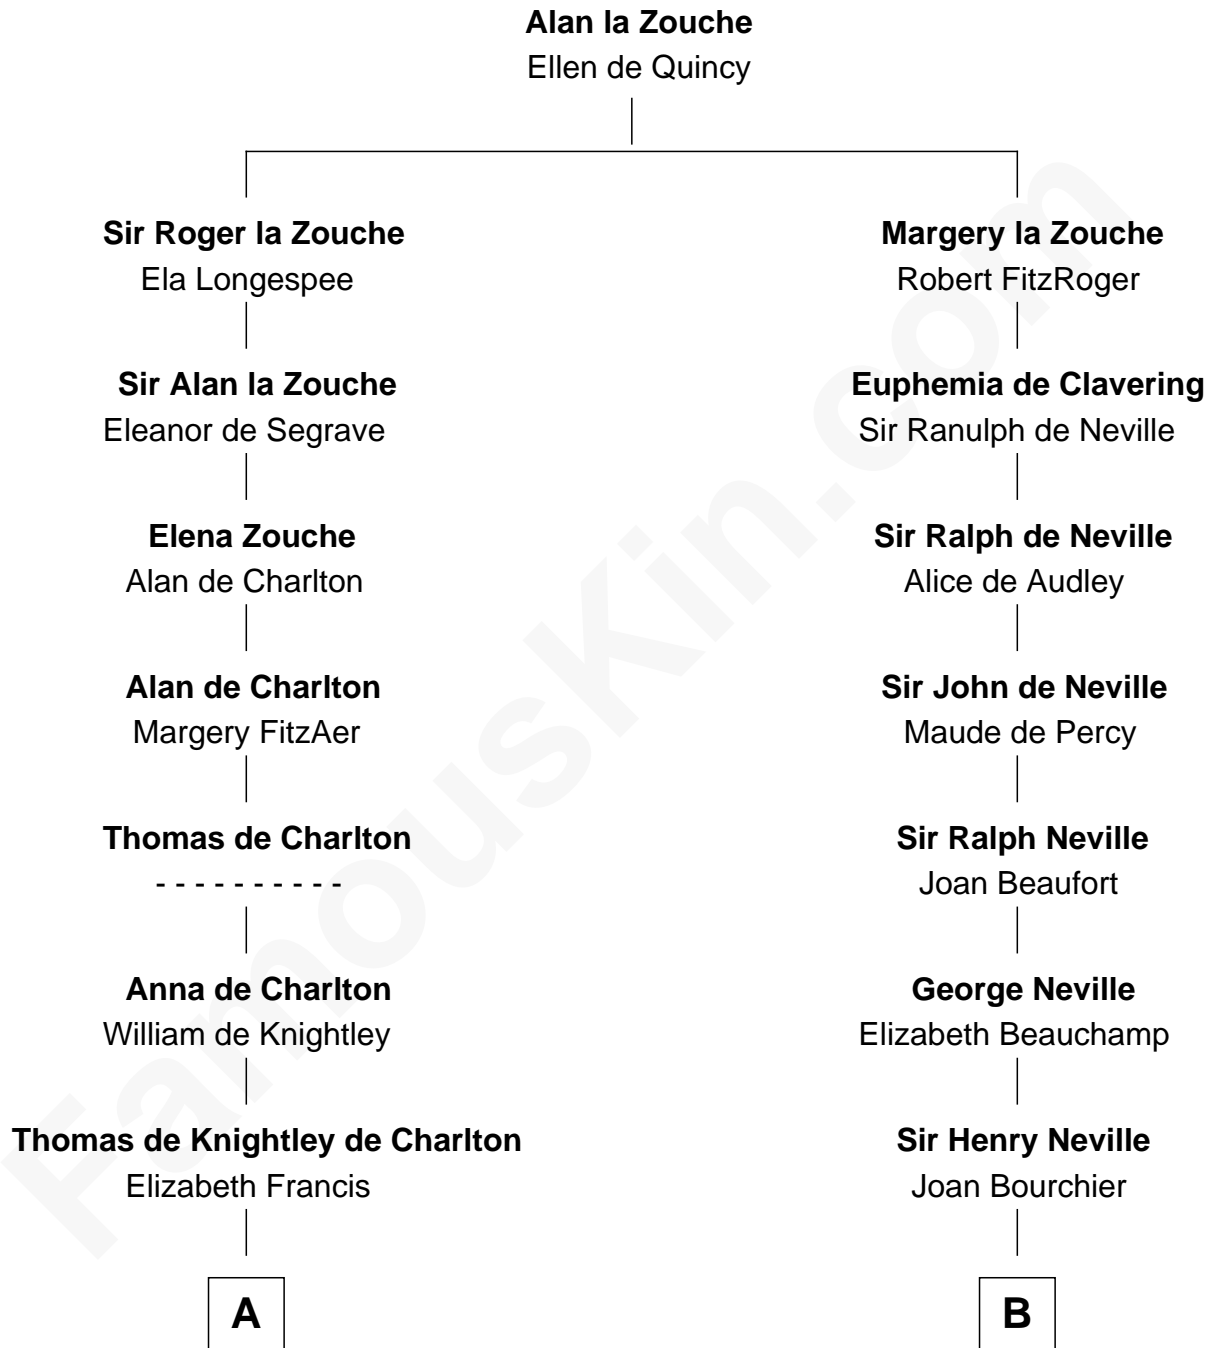 Alan la Zouche
Ellen de Quincy
Sir Roger la Zouche
Ela Longespee
Margery la Zouche
Robert FitzRoger
Sir Alan la Zouche
Eleanor de Segrave
Euphemia de Clavering
Sir Ranulph de Neville
Elena Zouche
Alan de Charlton
Sir Ralph de Neville
Alice de Audley
Alan de Charlton
Margery FitzAer
Sir John de Neville
Maude de Percy
Thomas de Charlton
- - - - - - - - - -
Sir Ralph Neville
Joan Beaufort
Anna de Charlton
William de Knightley
George Neville
Elizabeth Beauchamp
Thomas de Knightley de Charlton
Elizabeth Francis
Sir Henry Neville
Joan Bourchier
A
B
FamousKin.com